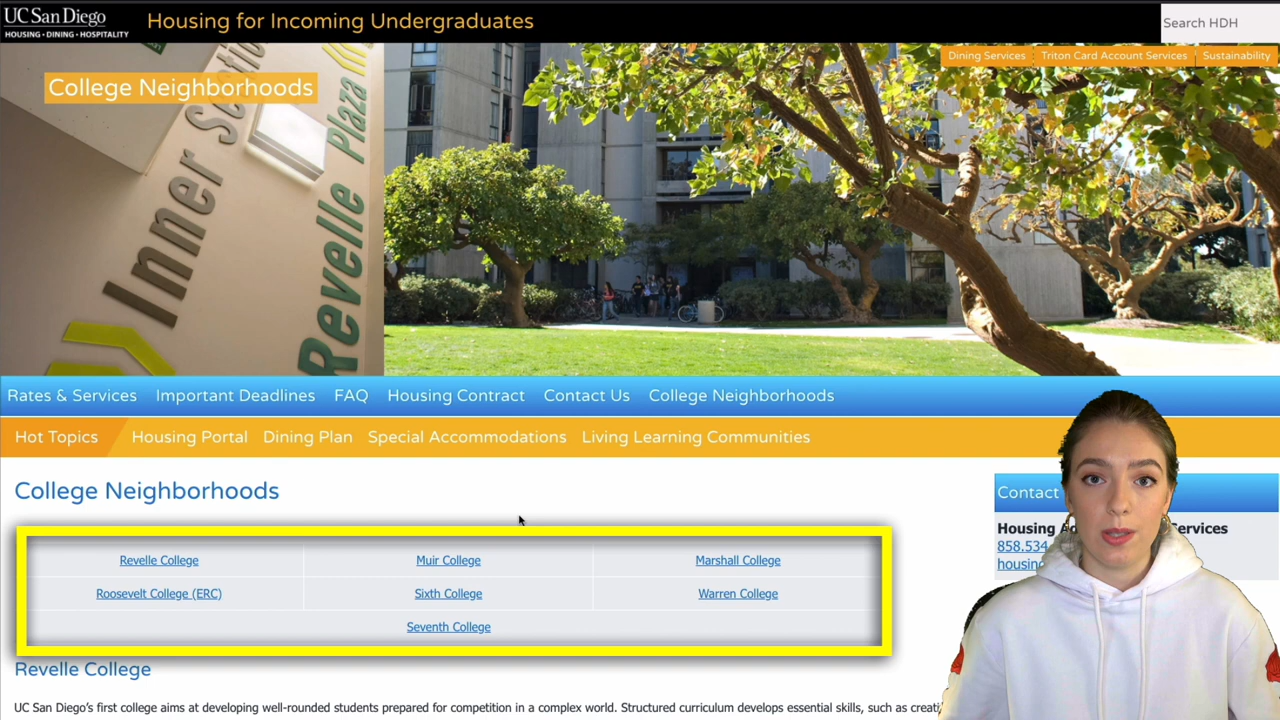 UC San Diego
HOUSING • DINING • HOSPITALITY
Housing for Incoming Undergraduates
Search HDH
Dining Services
Triton Card Account Services
Sustainability
College Neighborhoods
Inner
Revelle Plaza
Rates & Services Important Deadlines FAQ Housing Contract Contact Us College Neighborhoods
Hot Topics Housing Portal Dining Plan Special Accommodations Living Learning Communities
College Neighborhoods
Contact
Housing
ervices
858.534
housin
Revelle College Muir College Marshall College
Roosevelt College (ERC) Sixth College Warren College
Seventh College
Revelle College
UC San Diego's first college aims at developing well-rounded students prepared for competition in a complex world. Structured curriculum develops essential skills, such as creati